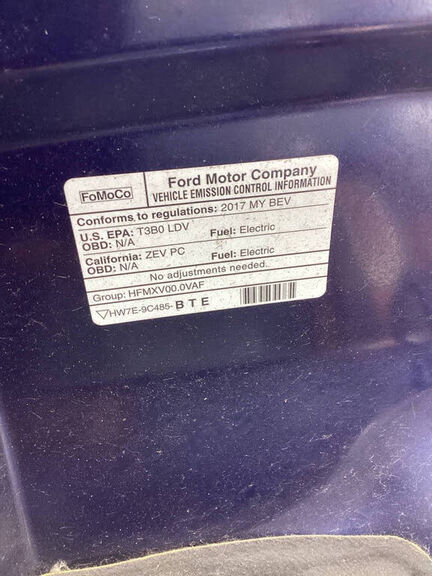 FoMoCo
Ford Motor Company
VEHICLE EMISSION CONTROL INFORMATION
Conforms to regulations: 2017 MY BEV
U.S. EPA: T3B0 LDV Fuel: Electric
OBD: N/A
California: ZEV PC Fuel: Electric
OBD: N/A
No adjustments needed.
Group: HFMXV00.0VAF
HW7E-9C485- BTE